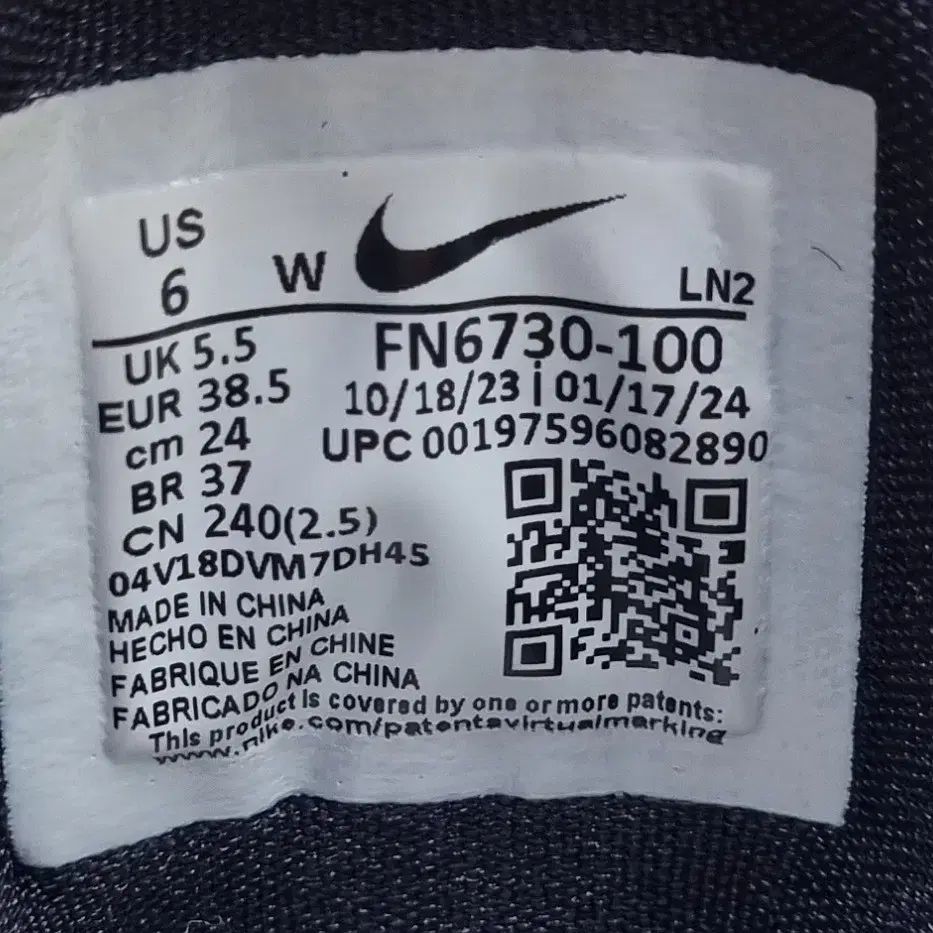 US
6 W
LN2
UK 5.5
EUR 38.5
cm 24
BR 37
CN 240(2.5)
FN6730-100
10/18/23 | 01/17/24
UPC 00197596082890
04V18DVM7DH45
MADE IN CHINA
HECHO EN CHINA
FABRIQUE EN CHINE
FABRICADO NA CHINA
This product is covered by one or more patents:
www.nike.com/patentsvirtualmarking